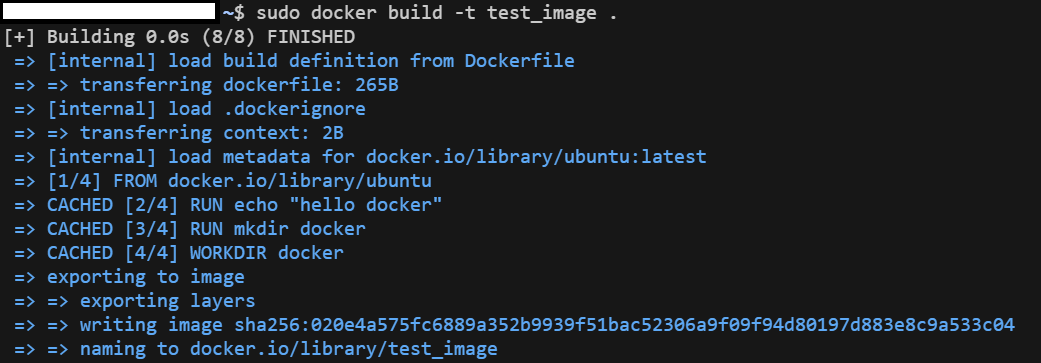 ~$ sudo docker build -t test_image .
[+] Building 0.0s (8/8) FINISHED
=> [internal] load build definition from Dockerfile
=> => transferring dockerfile: 265B
=> [internal] load .dockerignore
=> => transferring context: 2B
=> [internal] load metadata for docker.io/library/ubuntu:latest
=> [1/4] FROM docker.io/library/ubuntu
=> CACHED [2/4] RUN echo "hello docker"
=> CACHED [3/4] RUN mkdir docker
=> CACHED [4/4] WORKDIR docker
=> exporting to image
=> => exporting layers
=> => writing image sha256:020e4a575fc6889a352b9939f51bac52306a9f09f94d80197d883e8c9a533c04
=> => naming to docker.io/library/test_image